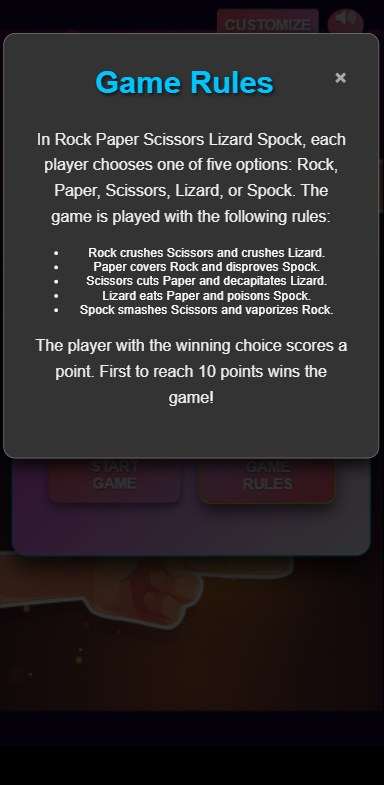 CUSTOMIZE
Game Rules
×
In Rock Paper Scissors Lizard Spock, each
player chooses one of five options: Rock,
Paper, Scissors, Lizard, or Spock. The
game is played with the following rules:
• Rock crushes Scissors and crushes Lizard.
• Paper covers Rock and disproves Spock.
• Scissors cuts Paper and decapitates Lizard.
• Lizard eats Paper and poisons Spock.
• Spock smashes Scissors and vaporizes Rock.
The player with the winning choice scores a
point. First to reach 10 points wins the
game!
START
GAME
GAME
RULES